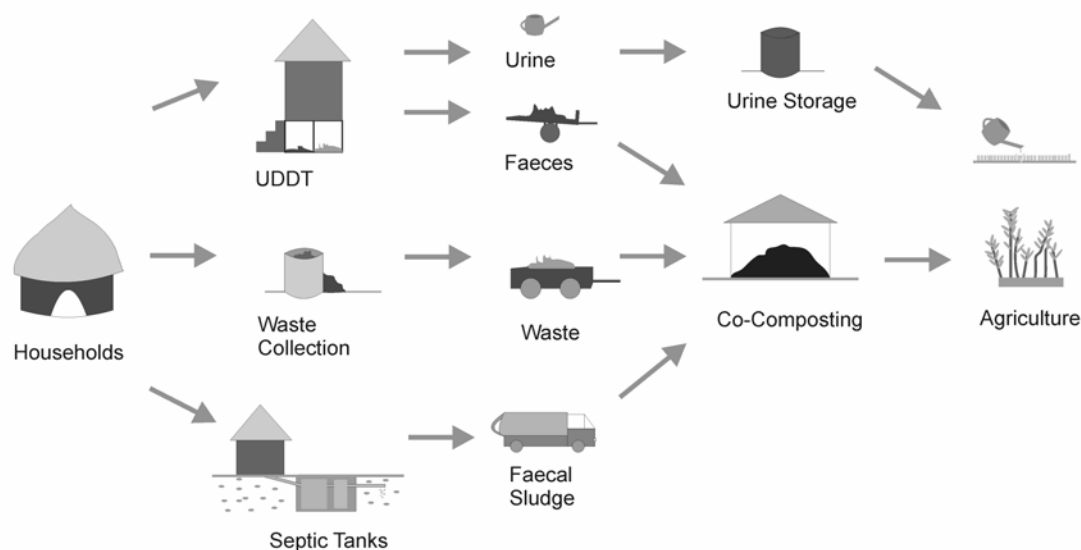 Urine
Urine Storage
UDDT
Faeces
Households
Waste
Collection
Waste
Co-Composting
Agriculture
Septic Tanks
Faecal
Sludge